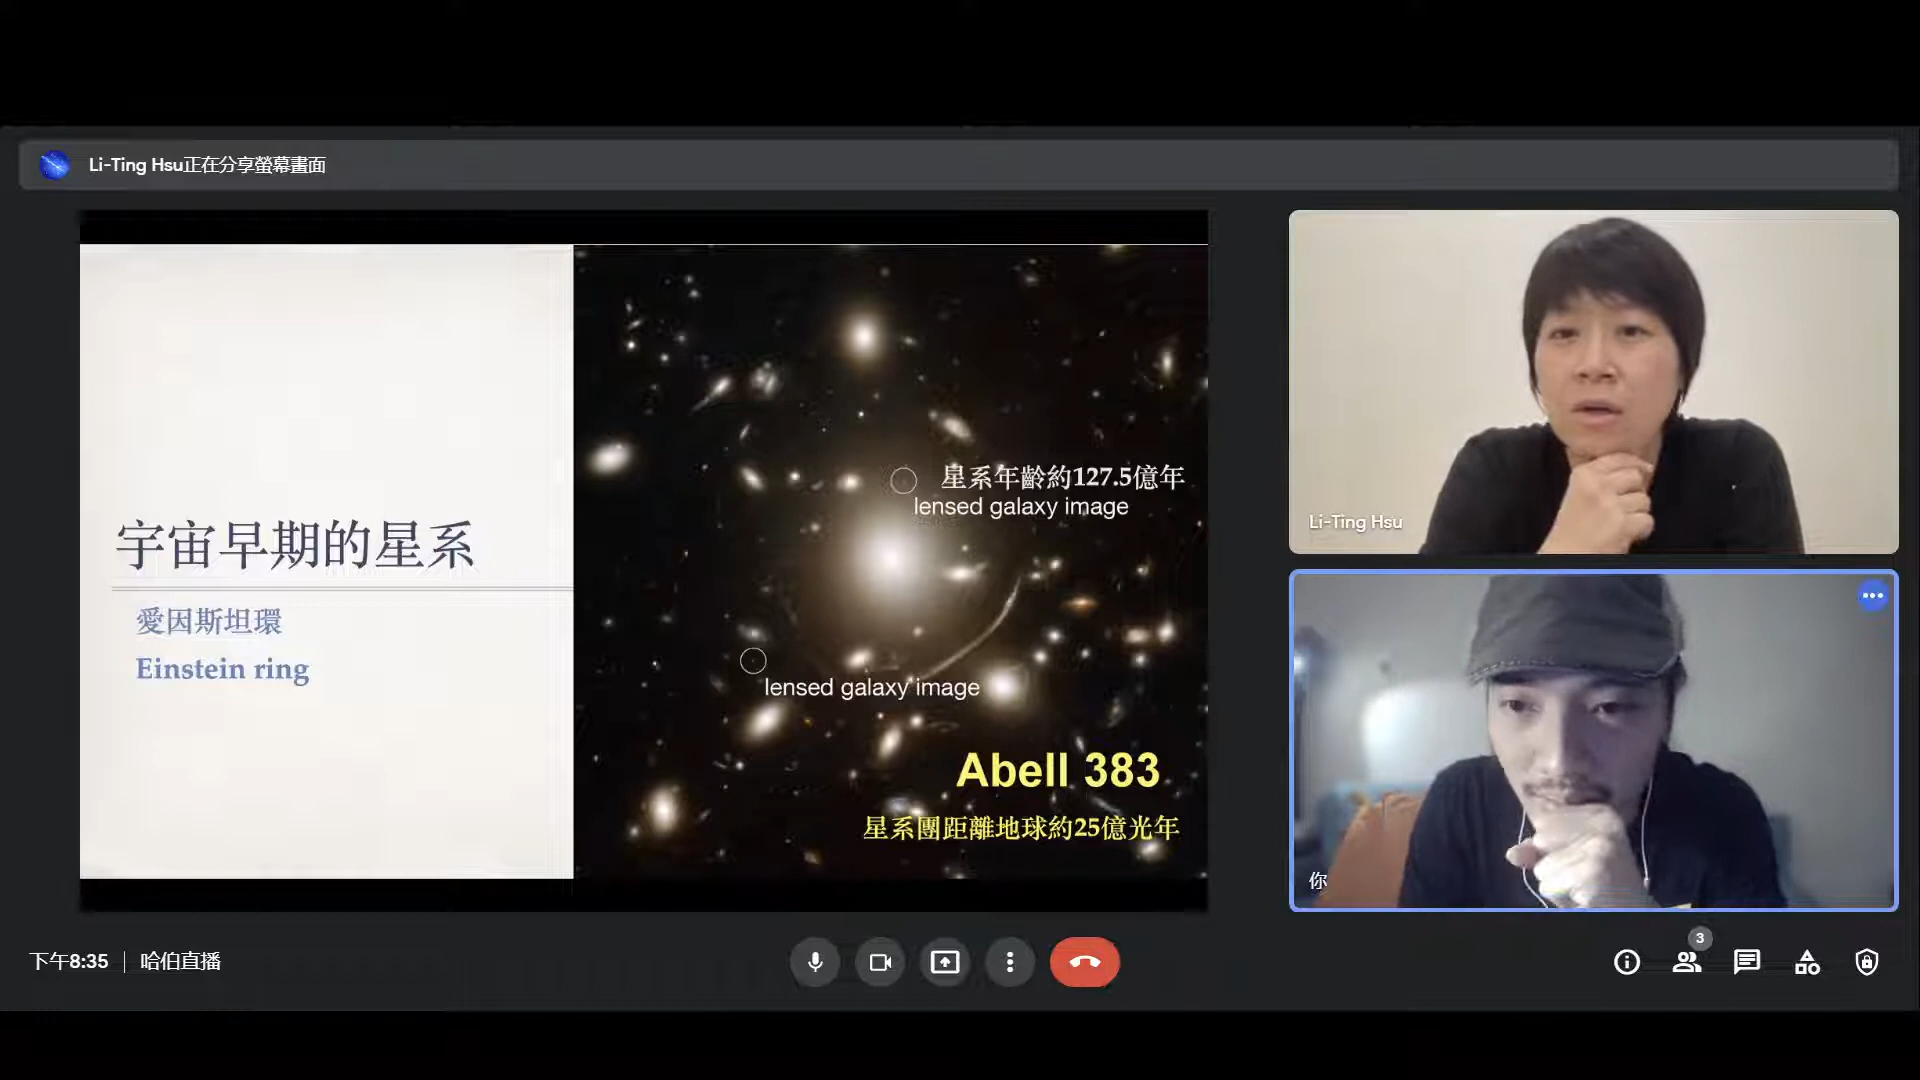 Li-Ting Hsu正在分享螢幕畫面
宇宙早期的星系
愛因斯坦環
Einstein ring
星系年齡約127.5億年
lensed galaxy image
lensed galaxy image
Abell 383
星系團距離地球約25億光年
Li-Ting Hsu
你
下午8:35
哈伯直播
3